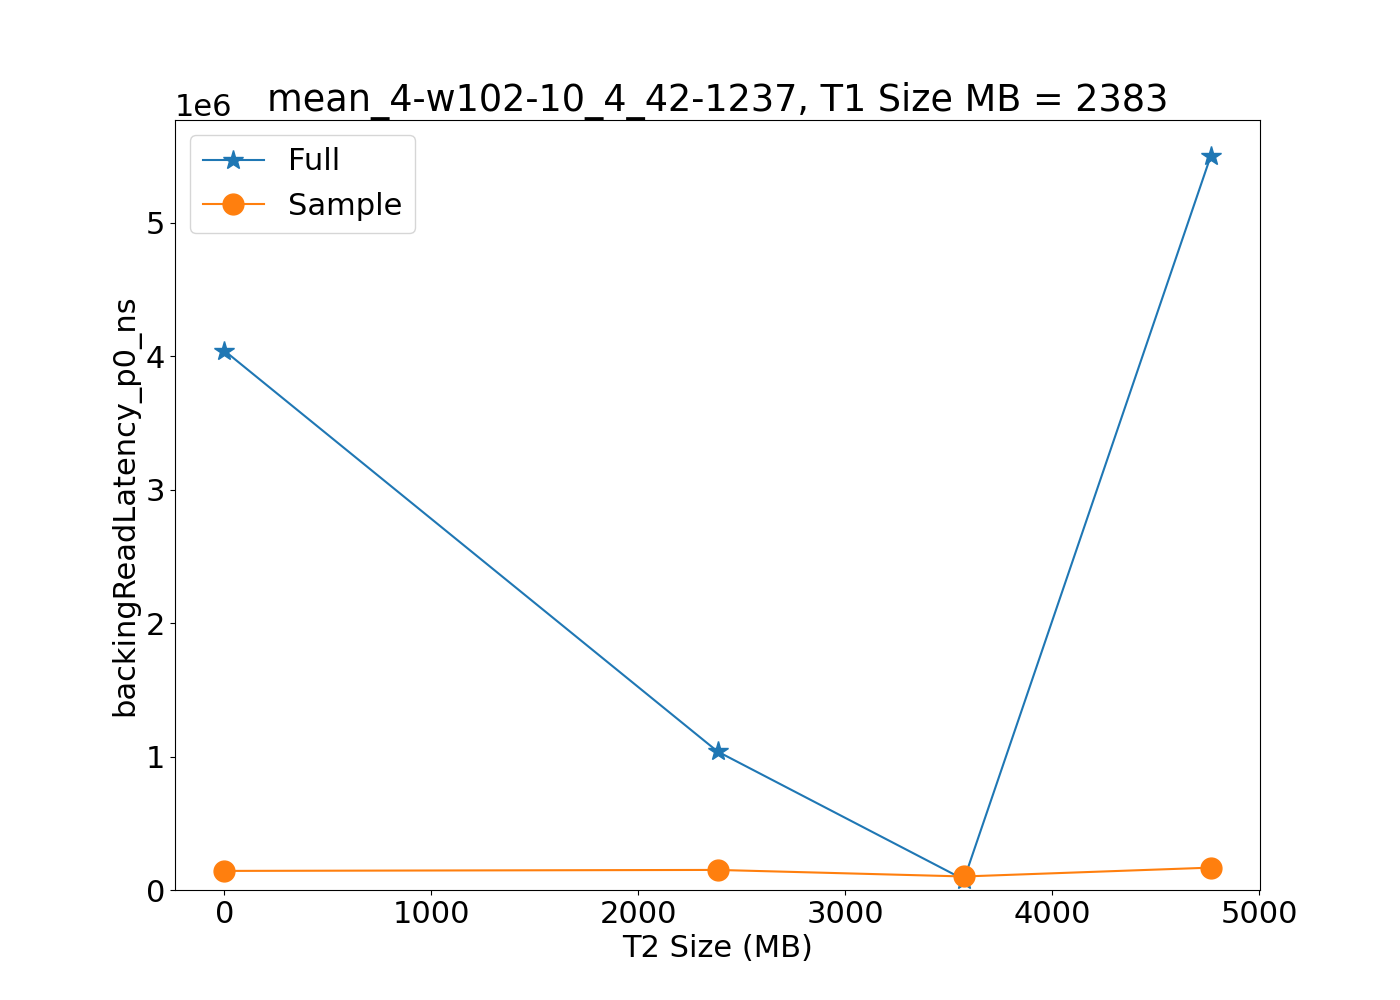 1e6
mean_4-w102-10_4_42-1237, T1 Size MB = 2383
Full
Sample
backingReadLatency_p0_ns
5
4
3
2
1
0
0 1000 2000 3000 4000 5000
T2 Size (MB)